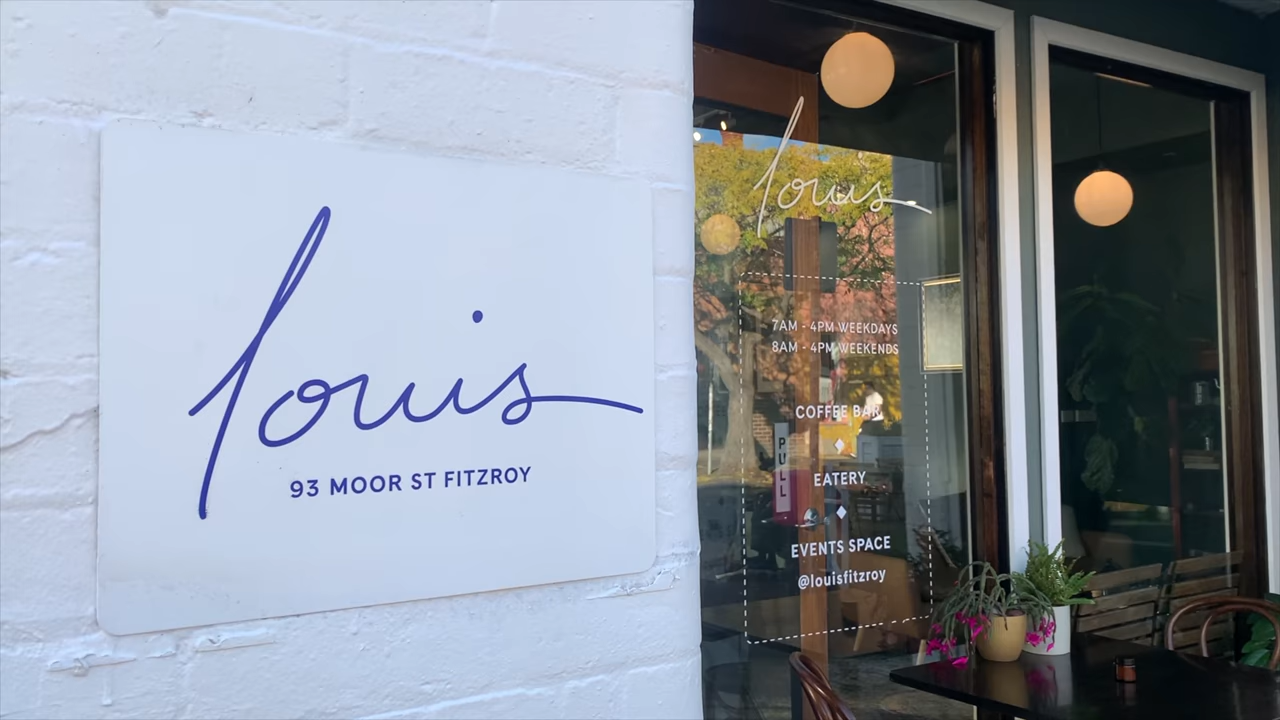 louis
93 MOOR ST FITZROY
louis
7AM - 4PM WEEKDAYS
8AM - 4PM WEEKENDS
COFFEE BAR
PULL
EATERY
EVENTS SPACE
@louisfitzroy